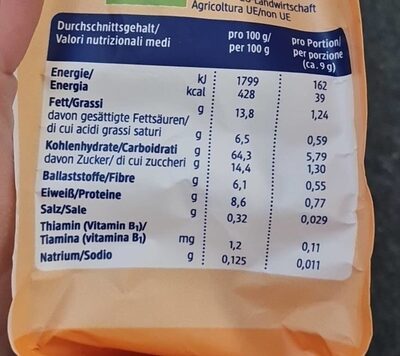 Landwirtschaft
Agricoltura UE/non UE
Durchschnittsgehalt/ pro 100 g/ pro Portion/
Valori nutrizionali medi per 100 g per porzione
(ca. 9 g)
Energie/ kJ 1799 162
Energia kcal 428 39
Fett/Grassi g 13,8 1,24
davon gesättigte Fettsäuren/
di cui acidi grassi saturi g 6,5 0,59
Kohlenhydrate/Carboidrati g 64,3 5,79
davon Zucker/ di cui zuccheri g 14,4 1,30
Ballaststoffe/Fibre g 6,1 0,55
Eiweiß/Proteine g 8,6 0,77
Salz/Sale g 0,32 0,029
Thiamin (Vitamin B₁)/
Tiamina (vitamina B₁) mg 1,2 0,11
Natrium/Sodio g 0,125 0,011